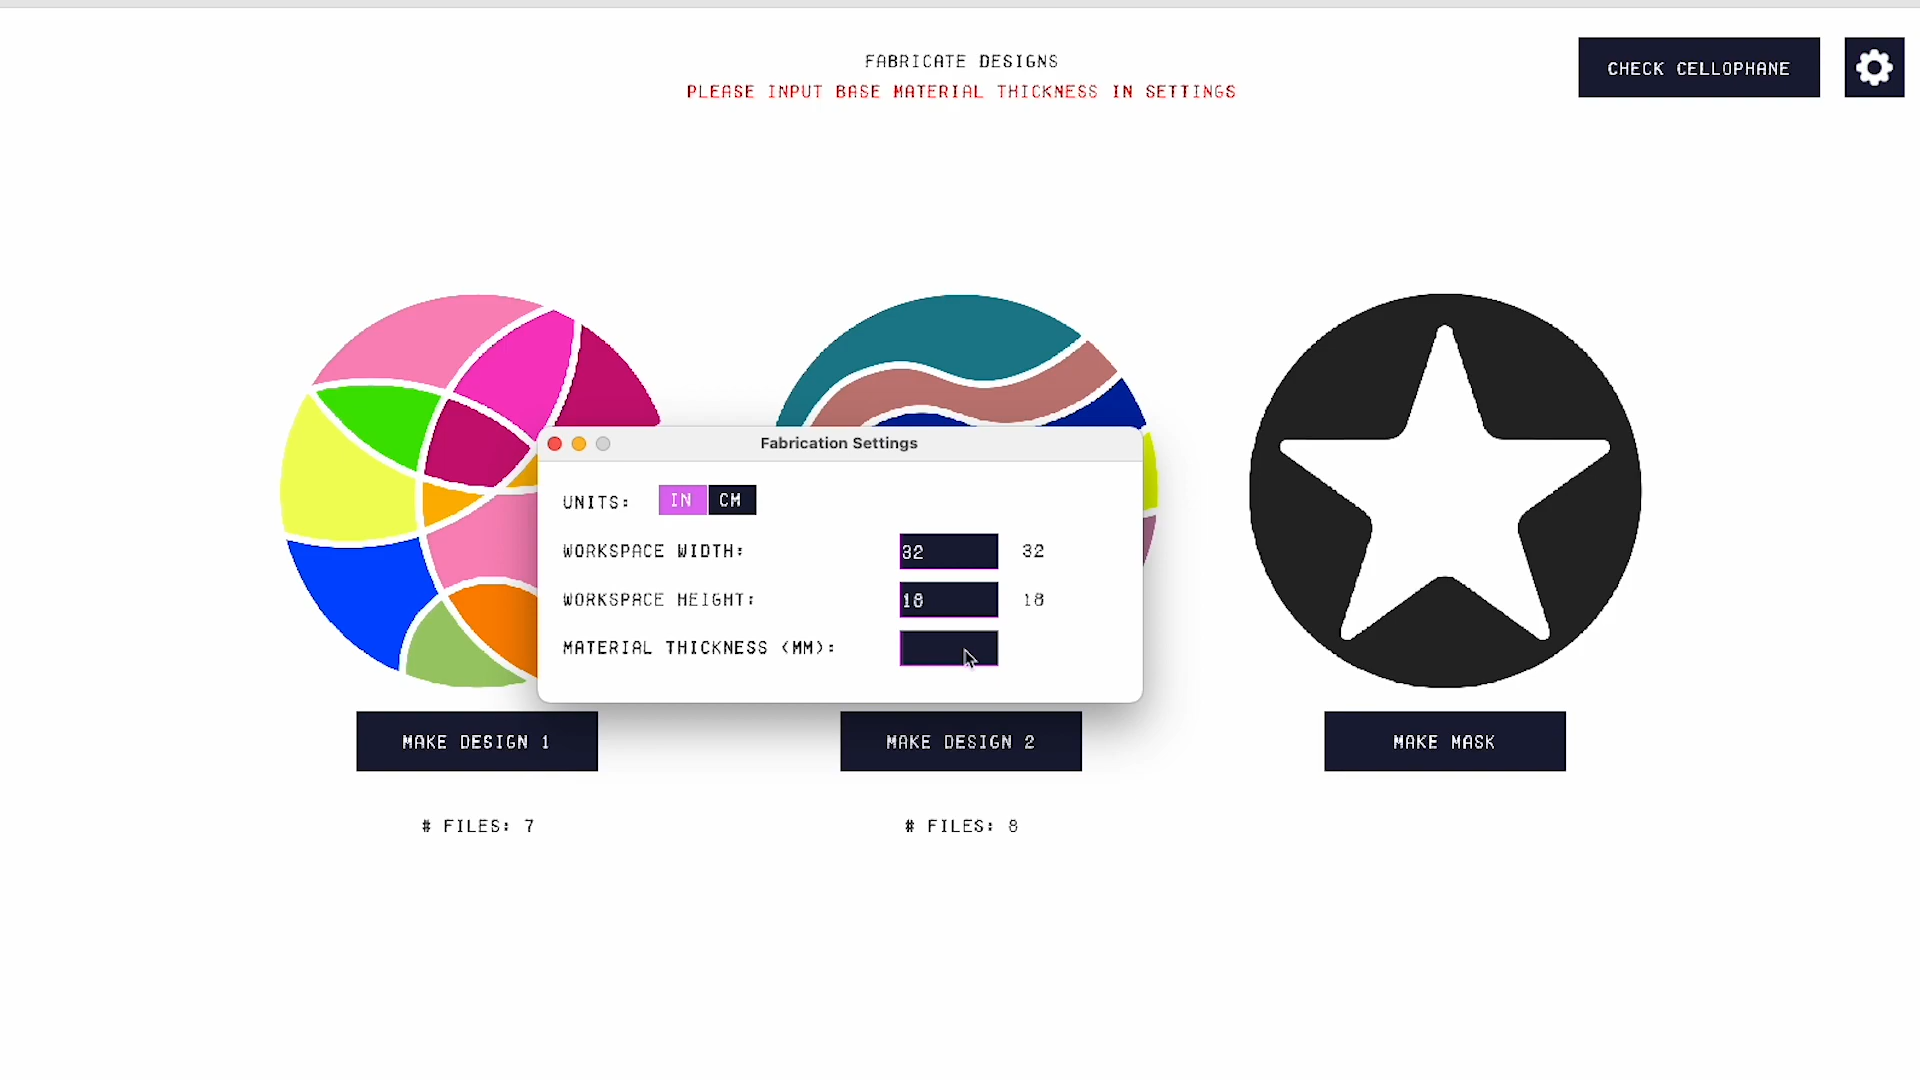 FABRICATE DESIGNS
PLEASE INPUT BASE MATERIAL THICKNESS IN SETTINGS
CHECK CELLOPHANE
Fabrication Settings
UNITS: IN CM
WORKSPACE WIDTH: 32 32
WORKSPACE HEIGHT: 18 18
MATERIAL THICKNESS (MM):
MAKE DESIGN 1
MAKE DESIGN 2
MAKE MASK
# FILES: 7
# FILES: 8